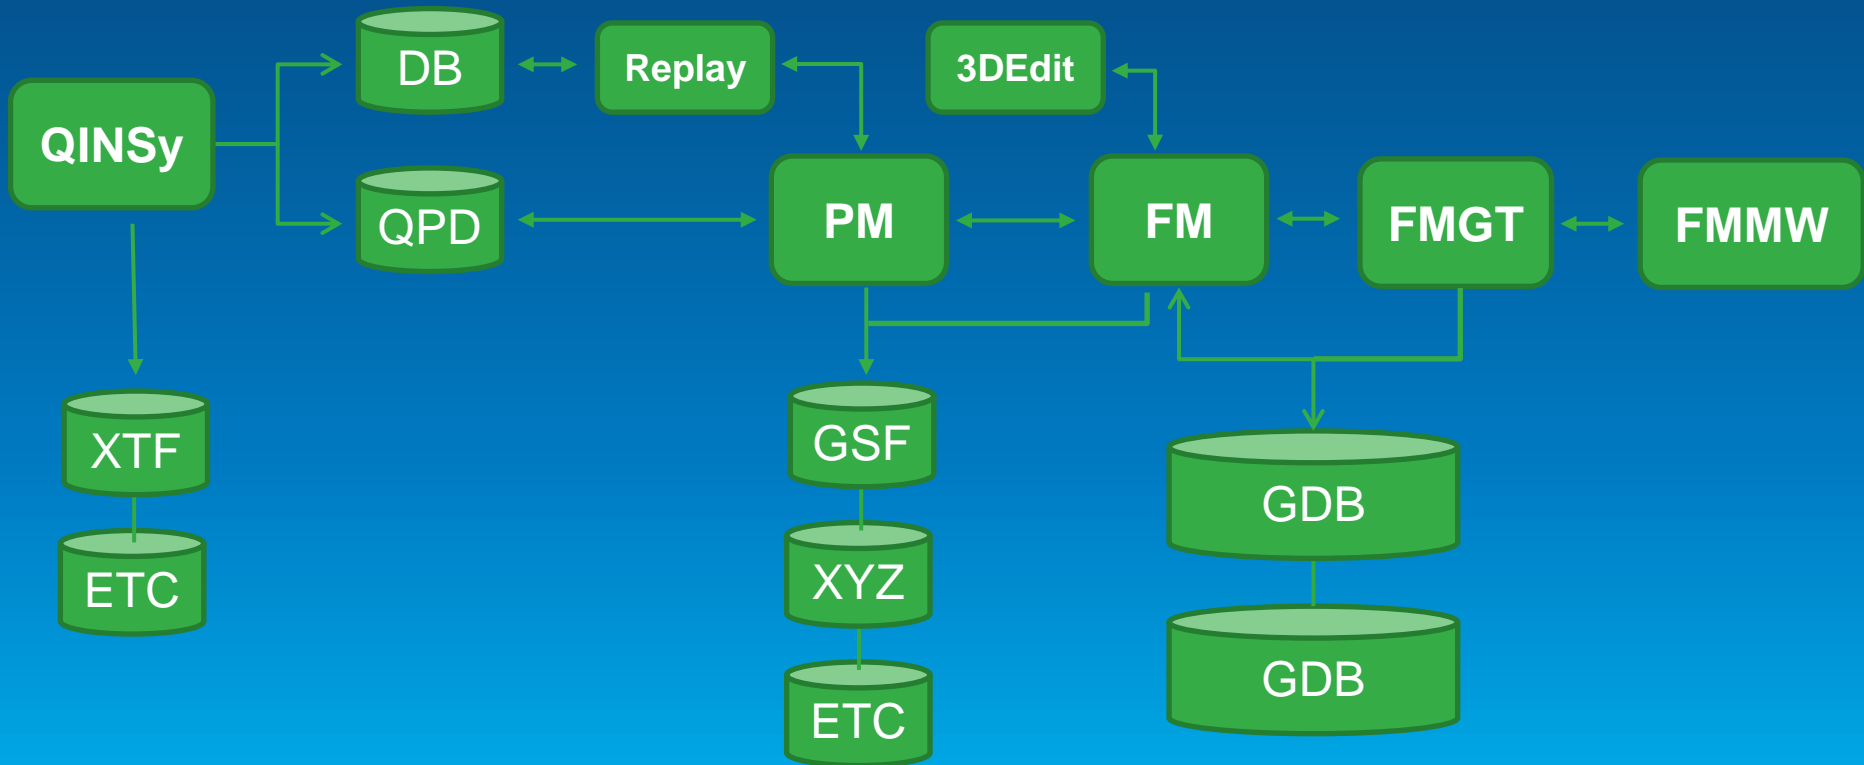 DB
Replay
3DEdit
QINSy
QPD
PM
FM
FMGT
FMMW
XTF
GSF
GDB
ETC
XYZ
GDB
ETC